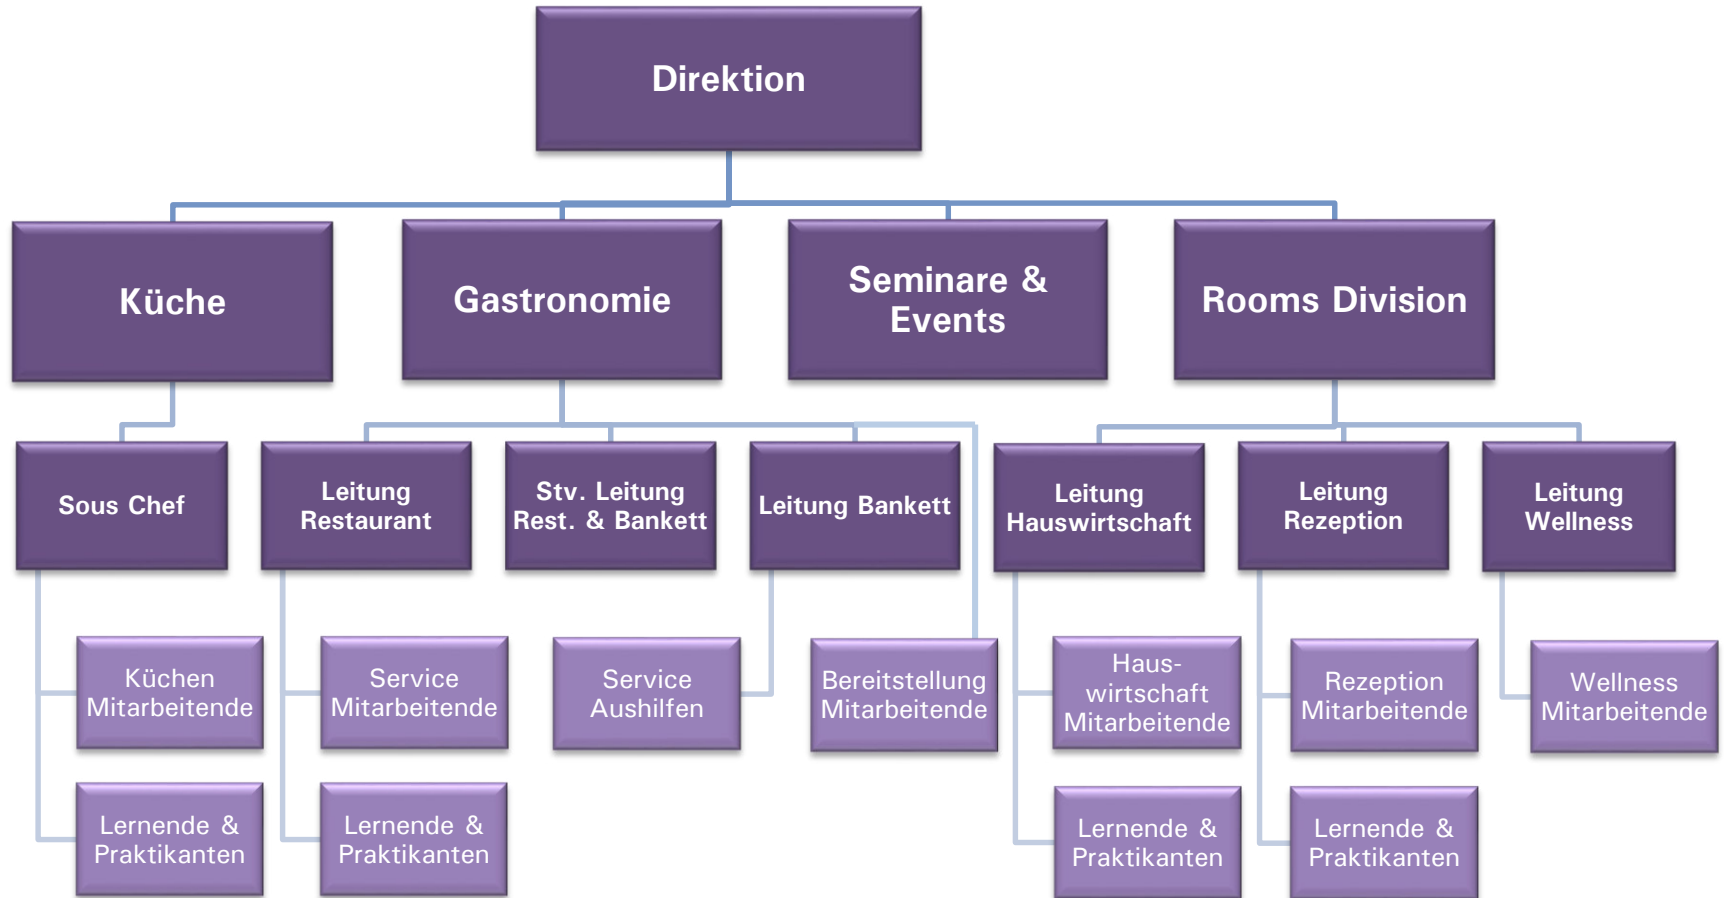 Direktion
Küche
Gastronomie
Seminare &
Events
Rooms Division
Sous Chef
Leitung
Restaurant
Stv. Leitung
Rest. & Bankett
Leitung Bankett
Leitung
Hauswirtschaft
Leitung
Rezeption
Leitung
Wellness
Küchen
Mitarbeitende
Service
Mitarbeitende
Service
Aushilfen
Bereitstellung
Mitarbeitende
Haus-
wirtschaft
Mitarbeitende
Rezeption
Mitarbeitende
Wellness
Mitarbeitende
Lernende &
Praktikanten
Lernende &
Praktikanten
Lernende &
Praktikanten
Lernende &
Praktikanten